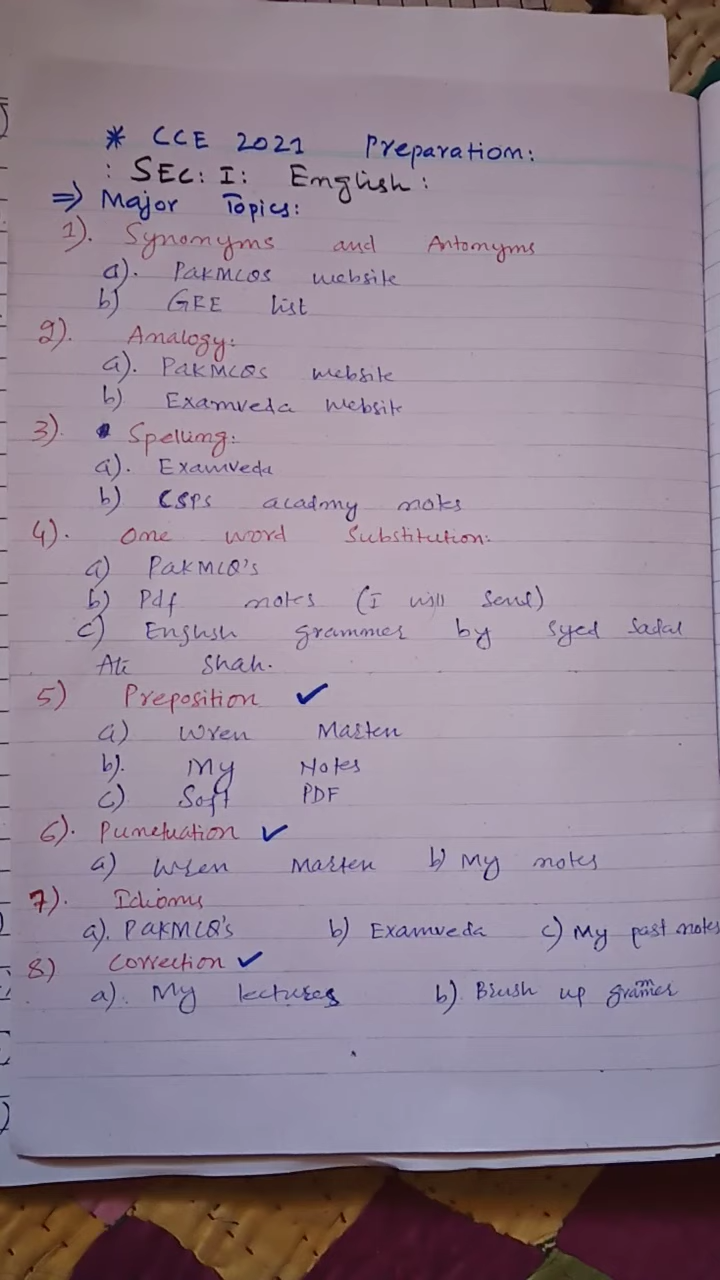 * CCE 2021 Preparation:
: SEC: I: English:
⇒ Major Topics:
1). Synonyms and Antomyms
a). PakMCQS website
b) GRE list
2). Analogy:
a). PakMCQS website
b) Examveda website
3). Spelling:
a). Examveda
b) CSPS acadmy notes
4). One word Substitution:
a) PakMCQ's
b) Pdf notes (I will send)
c) English grammer by Syed Sadal
Ali Shah.
5) Preposition ✓
a) Wren Marten
b). My Notes
c). Soft PDF
6). Punctuation ✓
a) Wren Marten b) My notes
7). Idioms
a). PakMCQ's b) Examveda c) My past notes
8) Correction ✓
a). My lectures b). Brush up gramer